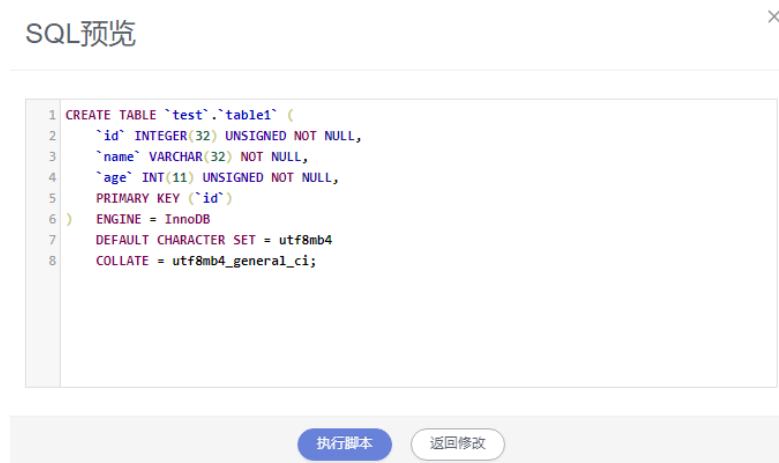 SQL预览
×
1 CREATE TABLE `test`.`table1` (
2 `id` INTEGER(32) UNSIGNED NOT NULL,
3 `name` VARCHAR(32) NOT NULL,
4 `age` INT(11) UNSIGNED NOT NULL,
5 PRIMARY KEY (`id`)
6 ) ENGINE = InnoDB
7 DEFAULT CHARACTER SET = utf8mb4
8 COLLATE = utf8mb4_general_ci;
执行脚本 返回修改